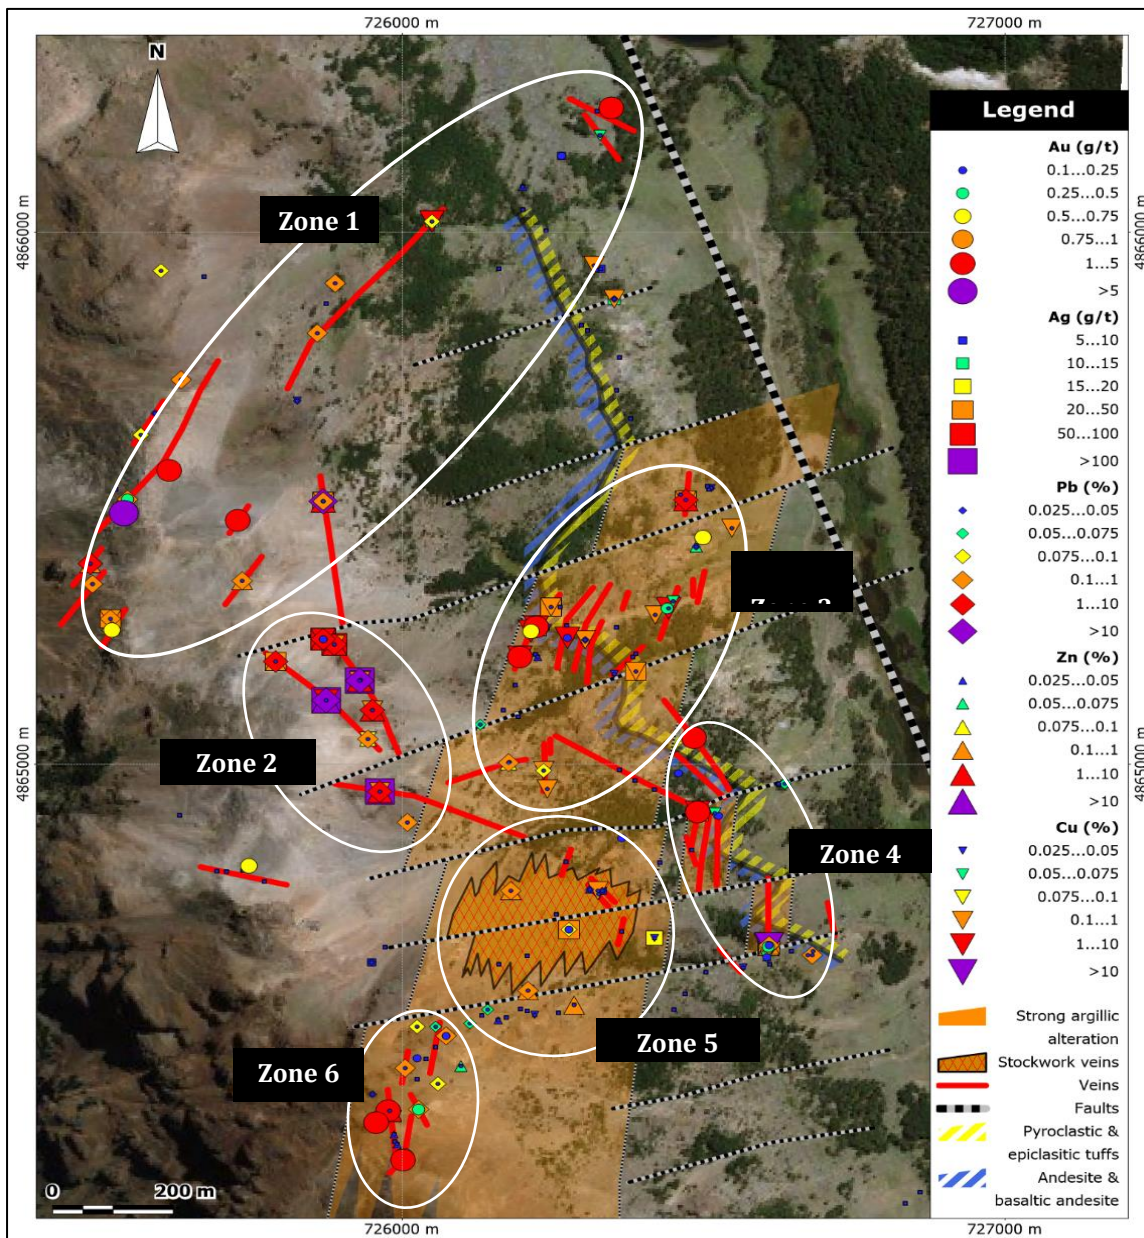 726000 m
727000 m
N
4866000 m
4865000 m
Zone 1
Zone 2
Zone 4
Zone 5
Zone 6
0 200 m
726000 m
727000 m
Legend
Au (g/t)
0.1...0.25
0.25...0.5
0.5...0.75
0.75...1
1...5
>5
Ag (g/t)
5...10
10...15
15...20
20...50
50...100
>100
Pb (%)
0.025...0.05
0.05...0.075
0.075...0.1
0.1...1
1...10
>10
Zn (%)
0.025...0.05
0.05...0.075
0.075...0.1
0.1...1
1...10
>10
Cu (%)
0.025...0.05
0.05...0.075
0.075...0.1
0.1...1
1...10
>10
Strong argillic
alteration
Stockwork veins
Veins
Faults
Pyroclastic &
epiclasitic tuffs
Andesite &
basaltic andesite